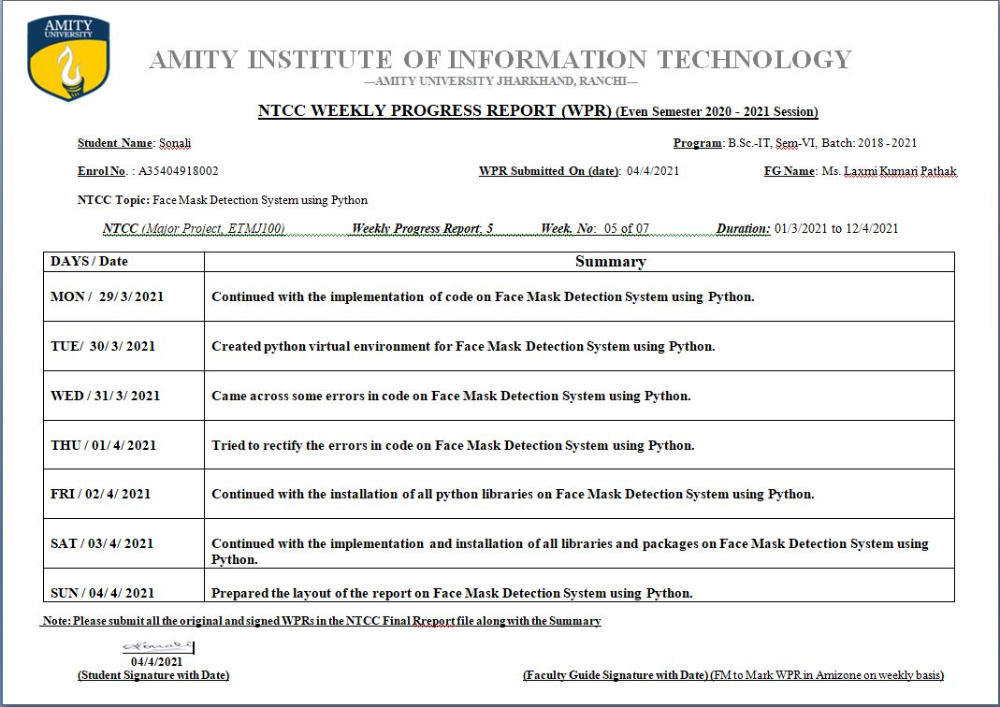 AMITY
UNIVERSITY
AMITY INSTITUTE OF INFORMATION TECHNOLOGY
---AMITY UNIVERSITY JHARKHAND, RANCHI---
NTCC WEEKLY PROGRESS REPORT (WPR) (Even Semester 2020 - 2021 Session)
Student Name: Sonali Program: B.Sc.-IT, Sem-VI, Batch: 2018 - 2021
Enrol No. : A35404918002 WPR Submitted On (date): 04/4/2021 FG Name: Ms. Laxmi Kumari Pathak
NTCC Topic: Face Mask Detection System using Python
NTCC (Major Project, ETMJ100) Weekly Progress Report: 5 Week. No: 05 of 07 Duration: 01/3/2021 to 12/4/2021
DAYS / Date Summary
MON / 29/ 3/ 2021 Continued with the implementation of code on Face Mask Detection System using Python.
TUE/ 30/ 3/ 2021 Created python virtual environment for Face Mask Detection System using Python.
WED / 31/ 3/ 2021 Came across some errors in code on Face Mask Detection System using Python.
THU / 01/ 4/ 2021 Tried to rectify the errors in code on Face Mask Detection System using Python.
FRI / 02/ 4/ 2021 Continued with the installation of all python libraries on Face Mask Detection System using Python.
SAT / 03/ 4/ 2021 Continued with the implementation and installation of all libraries and packages on Face Mask Detection System using
Python.
SUN / 04/ 4/ 2021 Prepared the layout of the report on Face Mask Detection System using Python.
Note: Please submit all the original and signed WPRs in the NTCC Final Rreport file along with the Summary
Sonali
04/4/2021
(Student Signature with Date) (Faculty Guide Signature with Date) (FM to Mark WPR in Amizone on weekly basis)